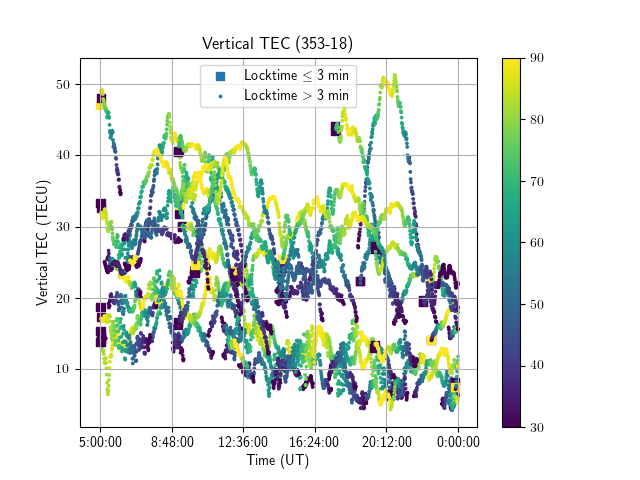 Vertical TEC (353-18)
Locktime ≤ 3 min
Locktime > 3 min
50
40
30
20
10
Vertical TEC (TECU)
5:00:00 8:48:00 12:36:00 16:24:00 20:12:00 0:00:00
Time (UT)
90
80
70
60
50
40
30